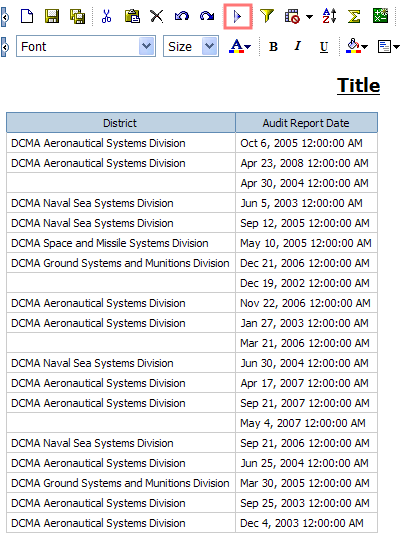 Font Size A B I U
Title
District Audit Report Date
DCMA Aeronautical Systems Division Oct 6, 2005 12:00:00 AM
DCMA Aeronautical Systems Division Apr 23, 2008 12:00:00 AM
Apr 30, 2004 12:00:00 AM
DCMA Naval Sea Systems Division Jun 5, 2003 12:00:00 AM
DCMA Naval Sea Systems Division Sep 12, 2005 12:00:00 AM
DCMA Space and Missile Systems Division May 10, 2005 12:00:00 AM
DCMA Ground Systems and Munitions Division Dec 21, 2006 12:00:00 AM
Dec 19, 2002 12:00:00 AM
DCMA Aeronautical Systems Division Nov 22, 2006 12:00:00 AM
DCMA Aeronautical Systems Division Jan 27, 2003 12:00:00 AM
Mar 21, 2006 12:00:00 AM
DCMA Naval Sea Systems Division Jun 30, 2004 12:00:00 AM
DCMA Aeronautical Systems Division Apr 17, 2007 12:00:00 AM
DCMA Aeronautical Systems Division Sep 21, 2007 12:00:00 AM
May 4, 2007 12:00:00 AM
DCMA Naval Sea Systems Division Sep 21, 2006 12:00:00 AM
DCMA Aeronautical Systems Division Jun 25, 2004 12:00:00 AM
DCMA Ground Systems and Munitions Division Mar 30, 2005 12:00:00 AM
DCMA Aeronautical Systems Division Sep 25, 2003 12:00:00 AM
DCMA Aeronautical Systems Division Dec 4, 2003 12:00:00 AM